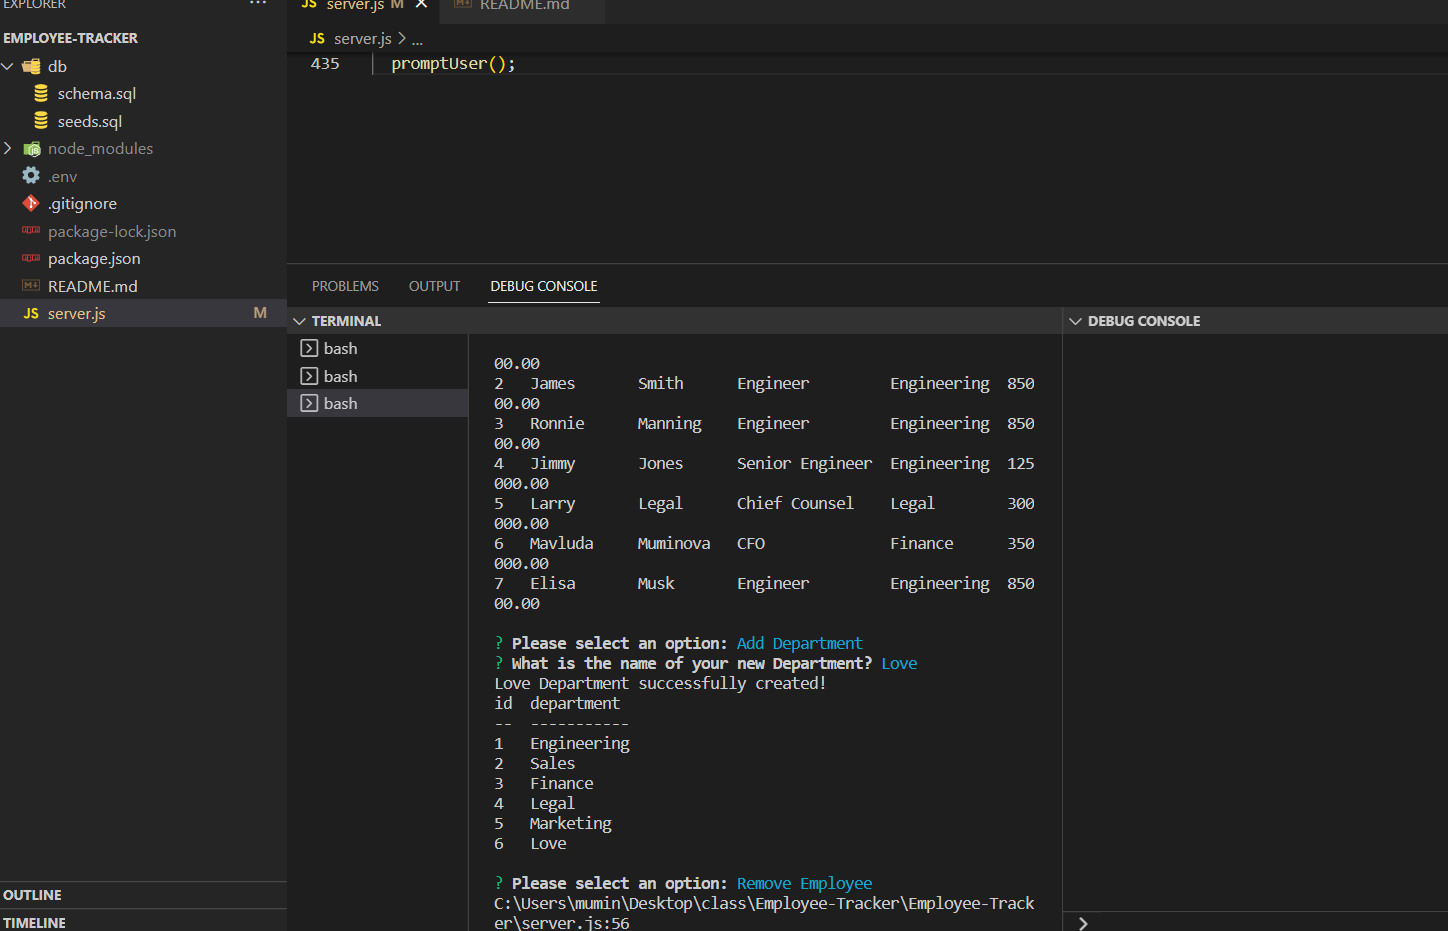 EXPLORER ...
JS server.js M X README.md
EMPLOYEE-TRACKER
JS server.js > ...
db
435 promptUser();
schema.sql
seeds.sql
node_modules
.env
.gitignore
package-lock.json
package.json
README.md
JS server.js M
OUTLINE
TIMELINE
PROBLEMS OUTPUT DEBUG CONSOLE
TERMINAL
bash
bash
bash
00.00
2 James Smith Engineer Engineering 850
00.00
3 Ronnie Manning Engineer Engineering 850
00.00
4 Jimmy Jones Senior Engineer Engineering 125
000.00
5 Larry Legal Chief Counsel Legal 300
000.00
6 Mavluda Muminova CFO Finance 350
000.00
7 Elisa Musk Engineer Engineering 850
00.00
? Please select an option: Add Department
? What is the name of your new Department? Love
Love Department successfully created!
id department
-- -----------
1 Engineering
2 Sales
3 Finance
4 Legal
5 Marketing
6 Love
? Please select an option: Remove Employee
C:\Users\mumin\Desktop\class\Employee-Tracker\Employee-Track
er\server.js:56
DEBUG CONSOLE
>